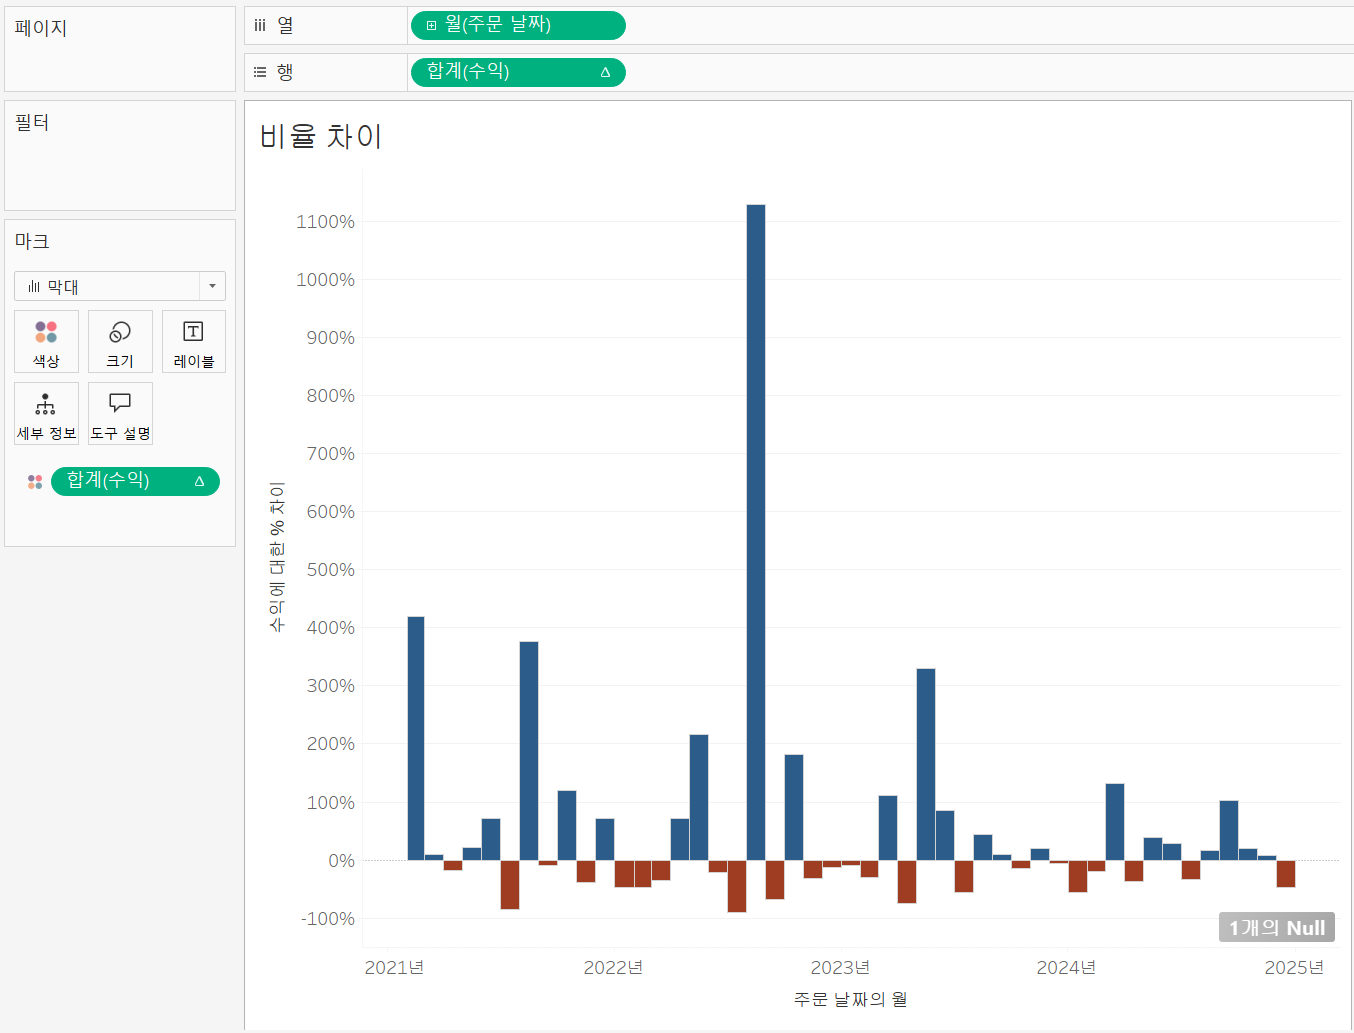 페이지
필터
마크
막대
색상
크기
레이블
세부 정보
도구 설명
합계(수익)
열
월(주문 날짜)
행
합계(수익)
비율 차이
수익에 대한 % 차이
1100%
1000%
900%
800%
700%
600%
500%
400%
300%
200%
100%
0%
-100%
1개의 Null
2021년
2022년
2023년
2024년
2025년
주문 날짜의 월